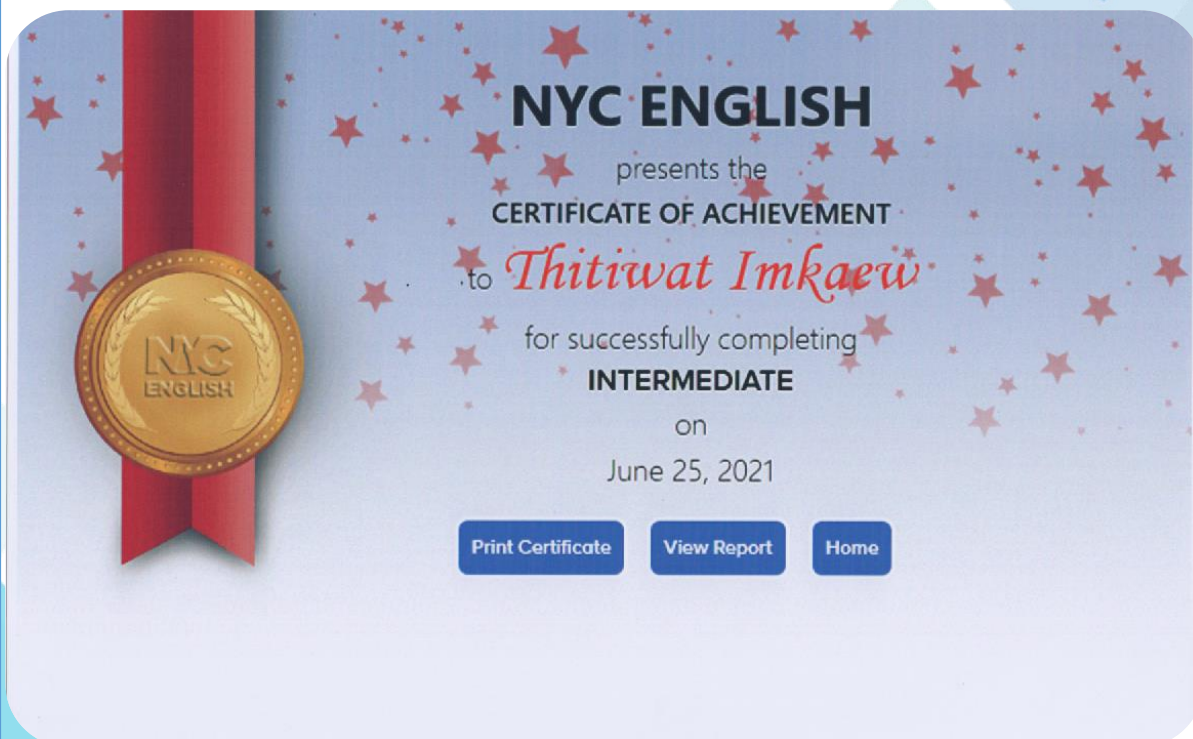 NYC ENGLISH
presents the
CERTIFICATE OF ACHIEVEMENT
to Thitiwat Imkaew
for successfully completing
INTERMEDIATE
on
June 25, 2021
Print Certificate View Report Home
NYC
ENGLISH